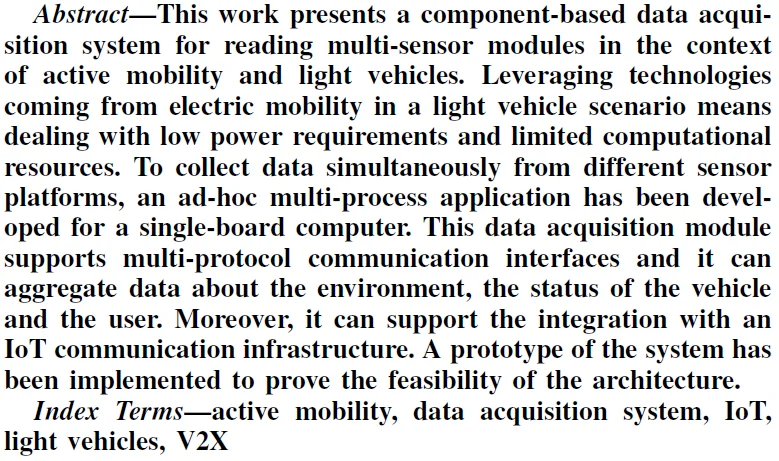 Abstract—This work presents a component-based data acqui-
sition system for reading multi-sensor modules in the context
of active mobility and light vehicles. Leveraging technologies
coming from electric mobility in a light vehicle scenario means
dealing with low power requirements and limited computational
resources. To collect data simultaneously from different sensor
platforms, an ad-hoc multi-process application has been devel-
oped for a single-board computer. This data acquisition module
supports multi-protocol communication interfaces and it can
aggregate data about the environment, the status of the vehicle
and the user. Moreover, it can support the integration with an
IoT communication infrastructure. A prototype of the system has
been implemented to prove the feasibility of the architecture.
Index Terms—active mobility, data acquisition system, IoT,
light vehicles, V2X